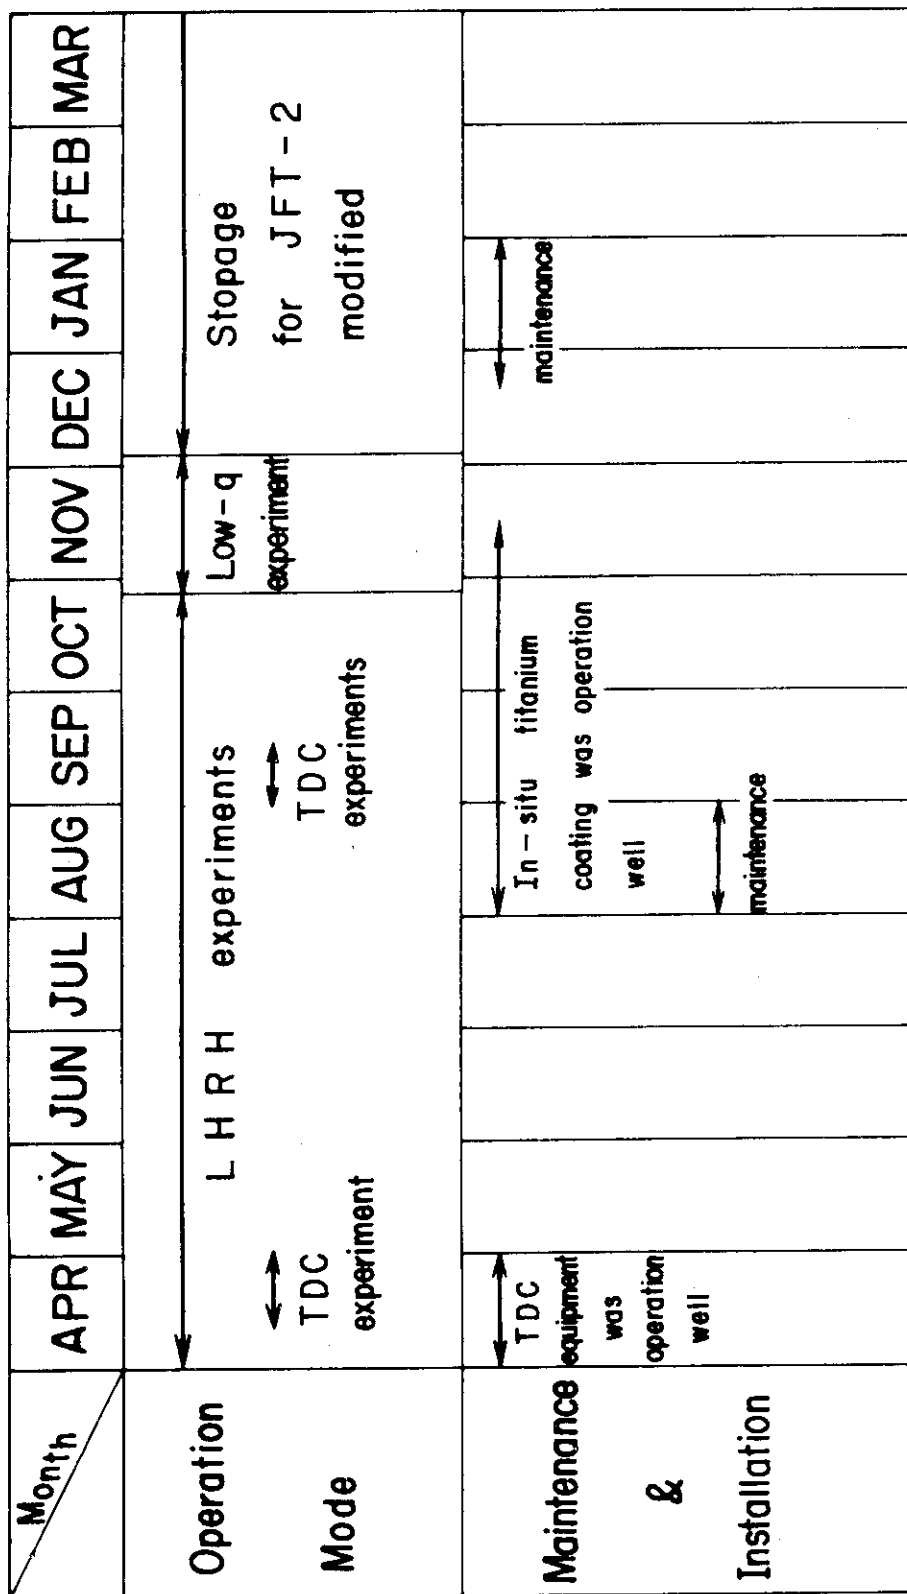 Month APR MAY JUN JUL AUG SEP OCT NOV DEC JAN FEB MAR
Operation
Mode
LHRH experiments
TDC
experiment
TDC
experiments
Low-q
experiment
Stopage
for JFT-2
modified
Maintenance
&
Installation
TDC
equipment
was
operation
well
In-situ titanium
coating was operation
well
maintenance
maintenance